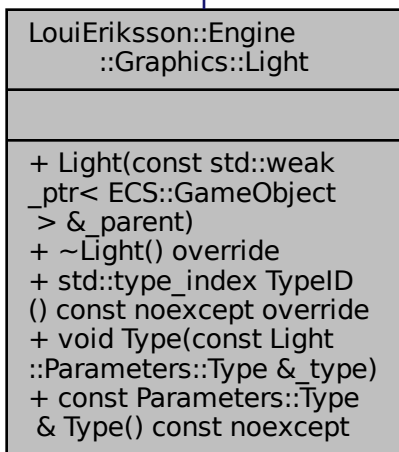 LouiEriksson::Engine
::Graphics::Light
+ Light(const std::weak
_ptr< ECS::GameObject
> &_parent)
+ ~Light() override
+ std::type_index TypeID
() const noexcept override
+ void Type(const Light
::Parameters::Type &_type)
+ const Parameters::Type
& Type() const noexcept